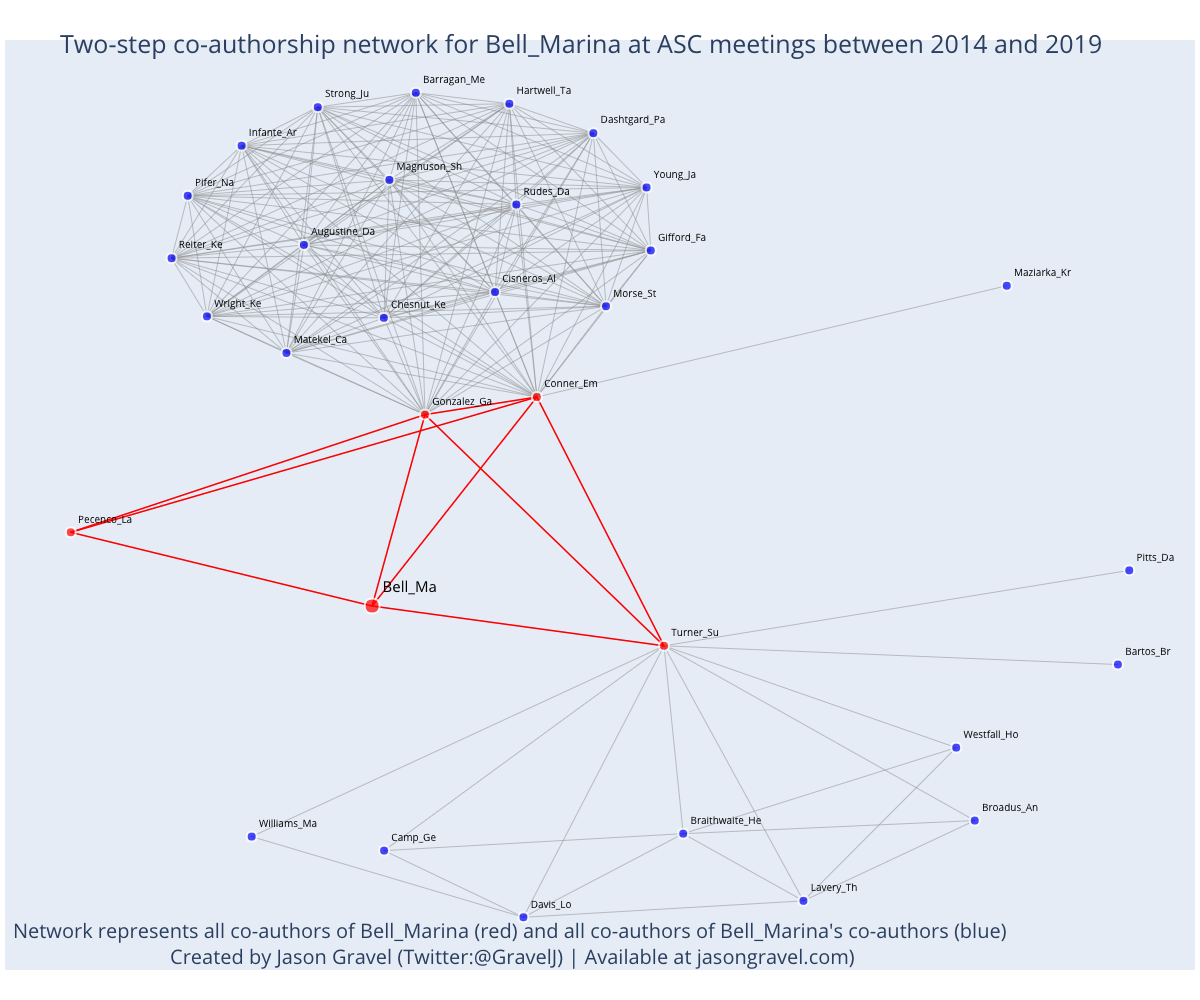 Two-step co-authorship network for Bell_Marina at ASC meetings between 2014 and 2019
Barragan_Me
Hartwell_Ta
Strong_Ju
Dashtgard_Pa
Infante_Ar
Magnuson_Sh
Young_Ja
Pifer_Na
Rudes_Da
Augustine_Da
Gifford_Fa
Reiter_Ke
Maziarka_Kr
Cisneros_Al
Morse_St
Wright_Ke
Chesnut_Ke
Matekel_Ca
Conner_Em
Gonzalez_Ga
Pecenco_La
Pitts_Da
Bell_Ma
Turner_Su
Bartos_Br
Westfall_Ho
Broadus_An
Braithwaite_He
Williams_Ma
Camp_Ge
Lavery_Th
Davis_Lo
Network represents all co-authors of Bell_Marina (red) and all co-authors of Bell_Marina's co-authors (blue)
Created by Jason Gravel (Twitter:@GravelJ) | Available at jasongravel.com)